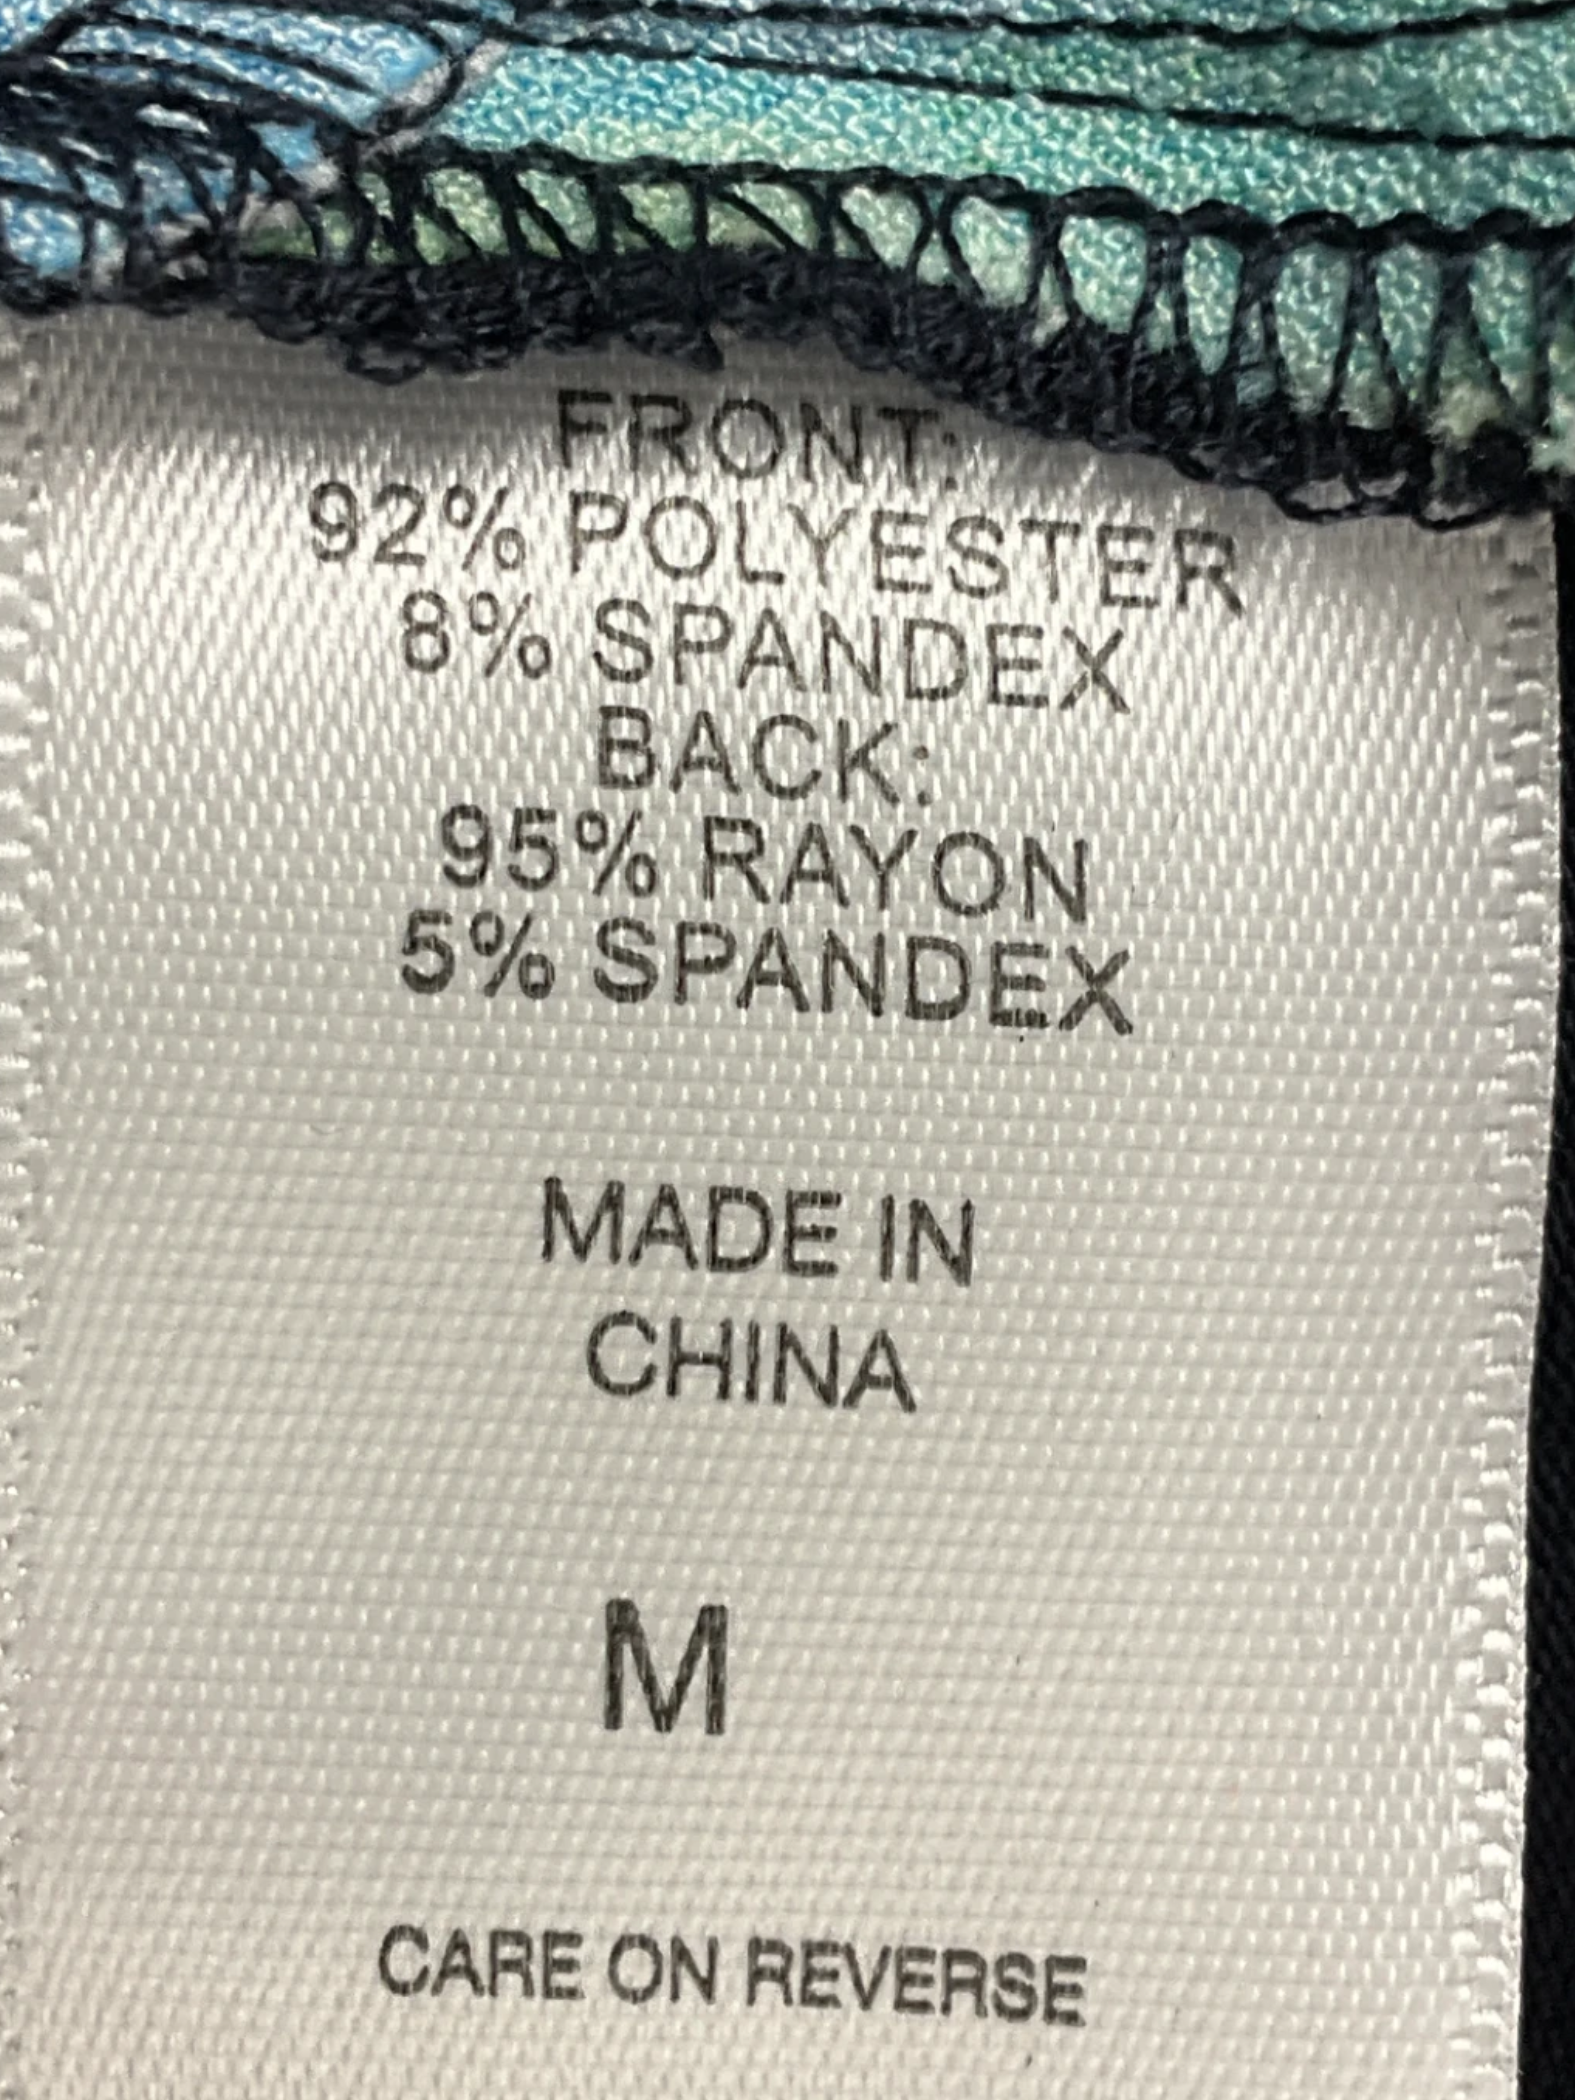 FRONT:
92% POLYESTER
8% SPANDEX
BACK:
95% RAYON
5% SPANDEX
MADE IN
CHINA
M
CARE ON REVERSE